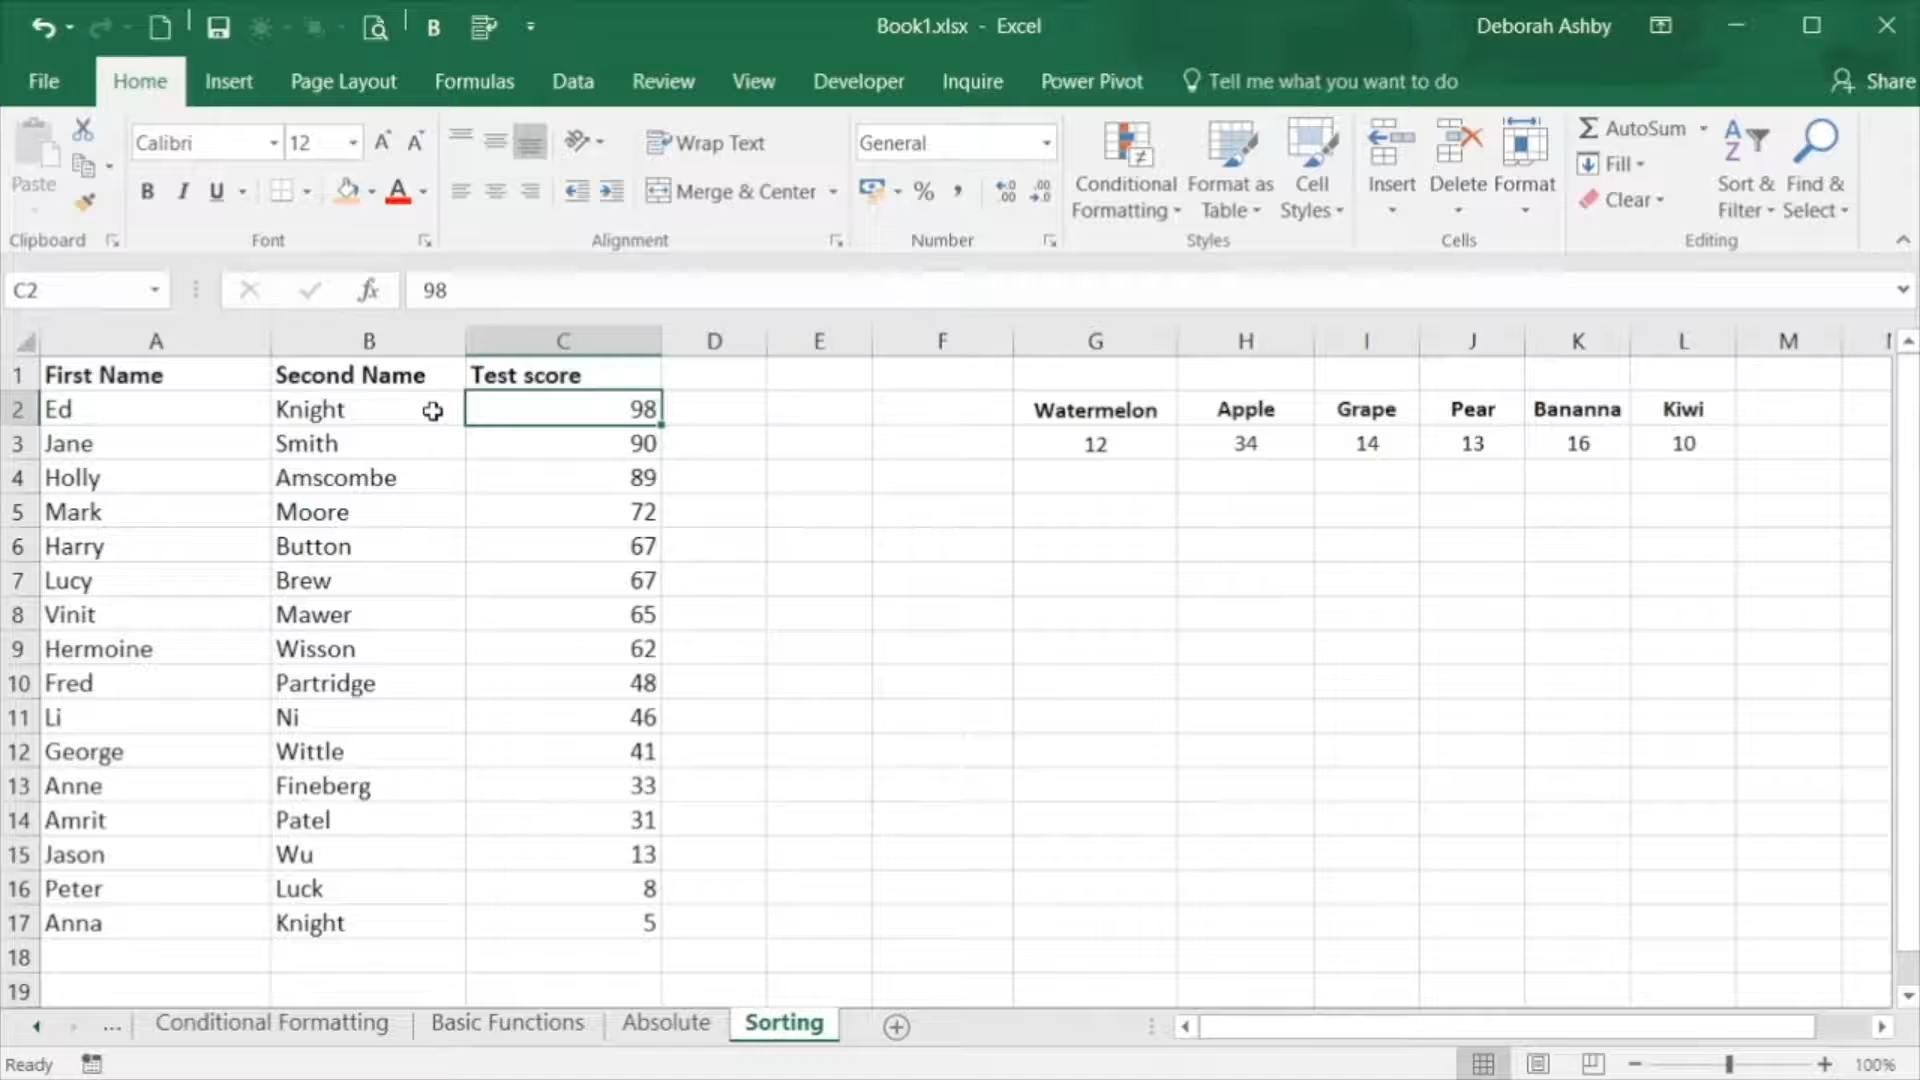 B
Book1.xlsx - Excel
Deborah Ashby
File Home Insert Page Layout Formulas Data Review View Developer Inquire Power Pivot Tell me what you want to do Share
Paste
Calibri 12 A A
B I U A
Wrap Text
Merge & Center
General
% ,
Conditional Formatting
Format as Table
Cell Styles
Insert Delete Format
AutoSum
Fill
Clear
Sort & Filter
Find & Select
Clipboard Font Alignment Number Styles Cells Editing
C2 fx 98
A B C D E F G H I J K L M
1 First Name Second Name Test score
2 Ed Knight 98 Watermelon Apple Grape Pear Bananna Kiwi
3 Jane Smith 90 12 34 14 13 16 10
4 Holly Amscombe 89
5 Mark Moore 72
6 Harry Button 67
7 Lucy Brew 67
8 Vinit Mawer 65
9 Hermoine Wisson 62
10 Fred Partridge 48
11 Li Ni 46
12 George Wittle 41
13 Anne Fineberg 33
14 Amrit Patel 31
15 Jason Wu 13
16 Peter Luck 8
17 Anna Knight 5
18
19
... Conditional Formatting Basic Functions Absolute Sorting
Ready 100%